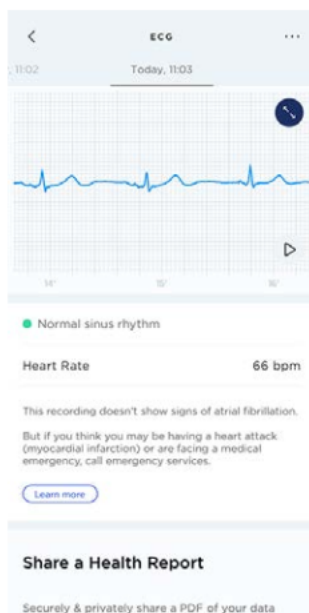 ECG
...
, 11:02
Today, 11:03
14"
15"
16"
Normal sinus rhythm
Heart Rate
66 bpm
This recording doesn't show signs of atrial fibrillation.
But if you think you may be having a heart attack
(myocardial infarction) or are facing a medical
emergency, call emergency services.
Learn more
Share a Health Report
Securely & privately share a PDF of your data